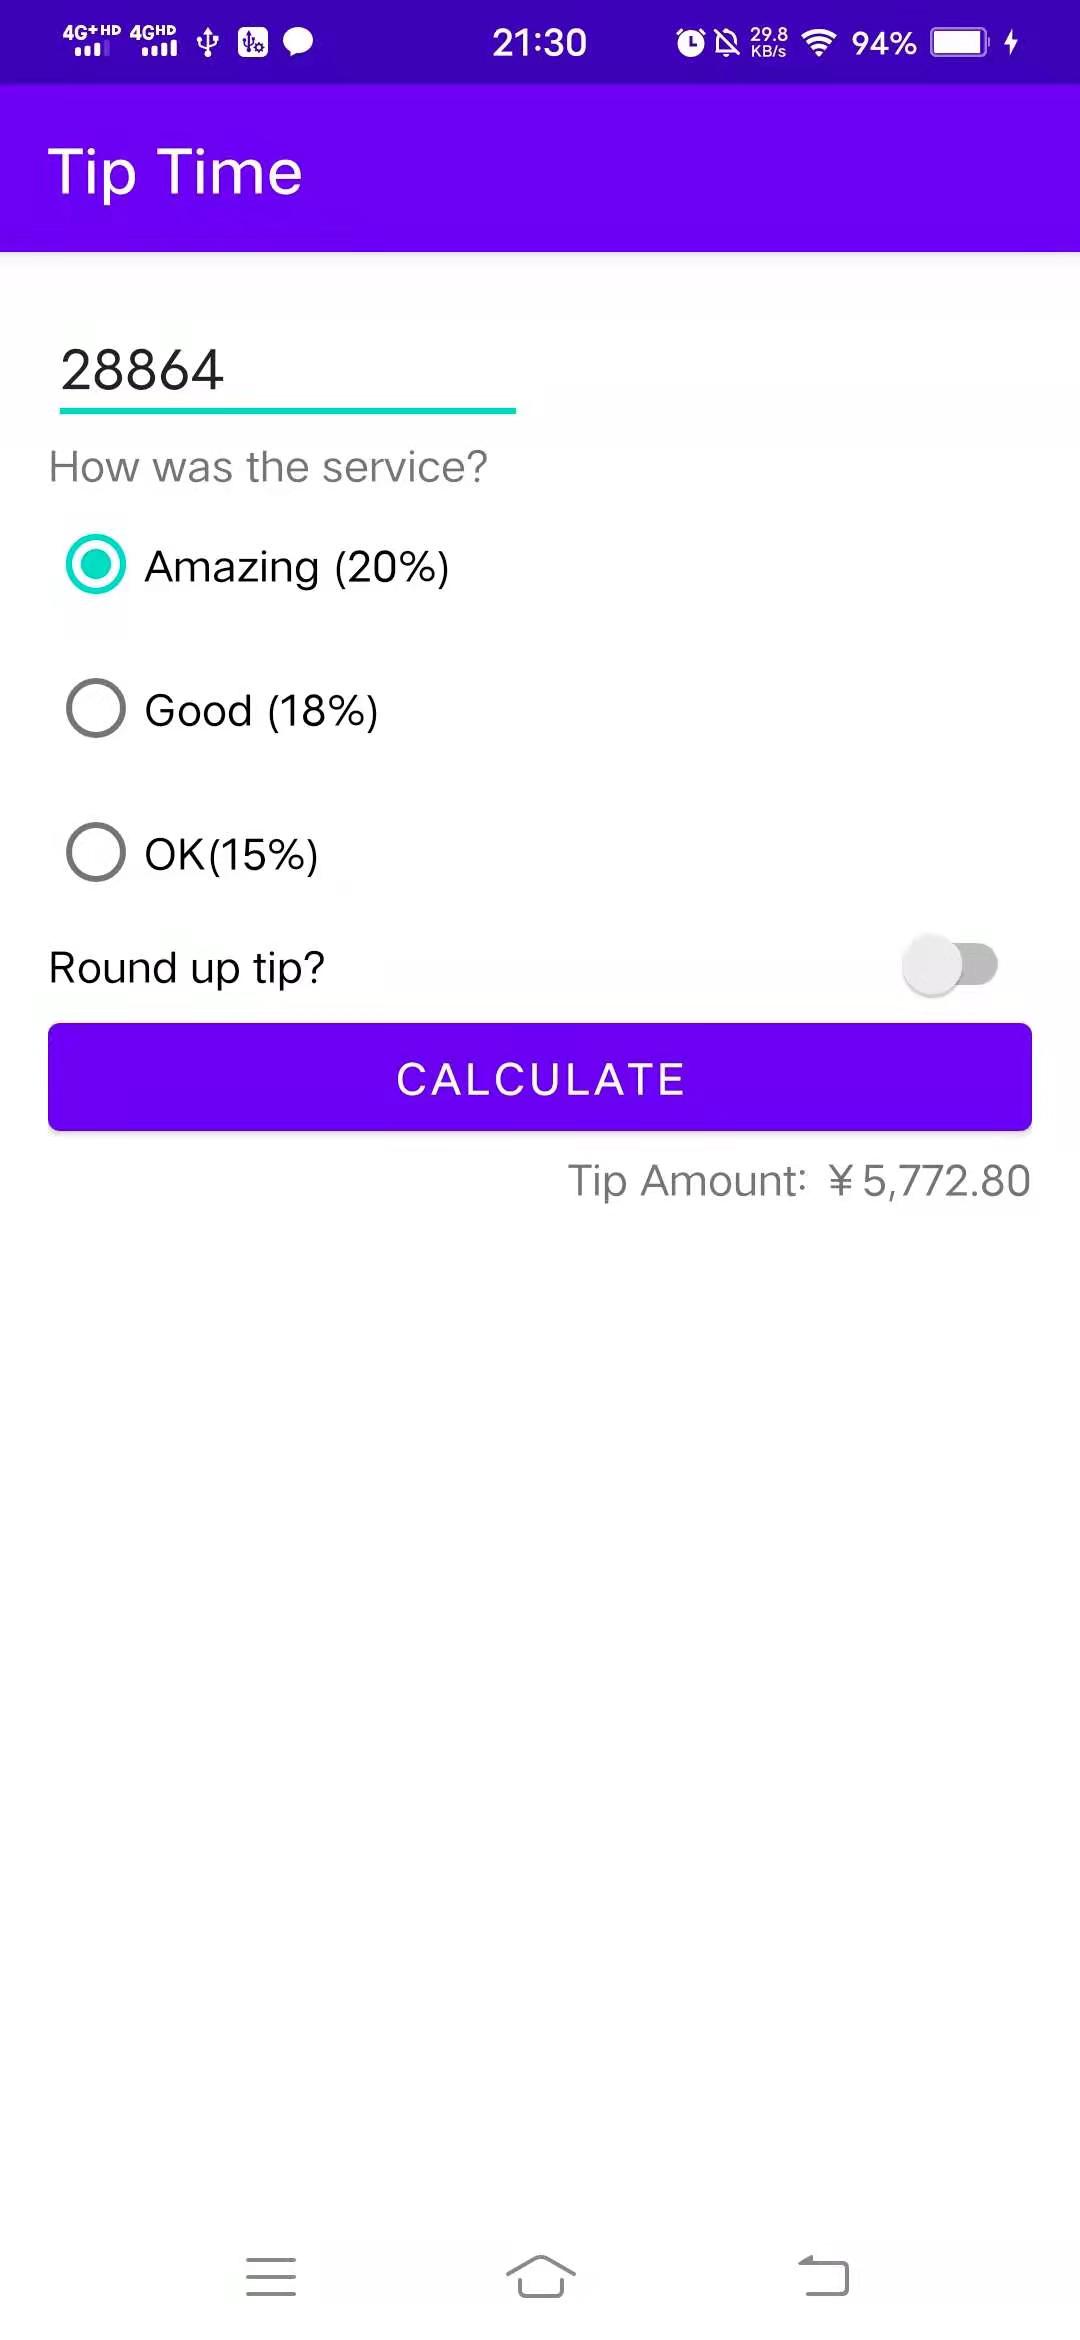 4G+HD 4GHD 21:30 29.8 KB/s 94%
Tip Time
28864
How was the service?
Amazing (20%)
Good (18%)
OK(15%)
Round up tip?
CALCULATE
Tip Amount: ¥5,772.80